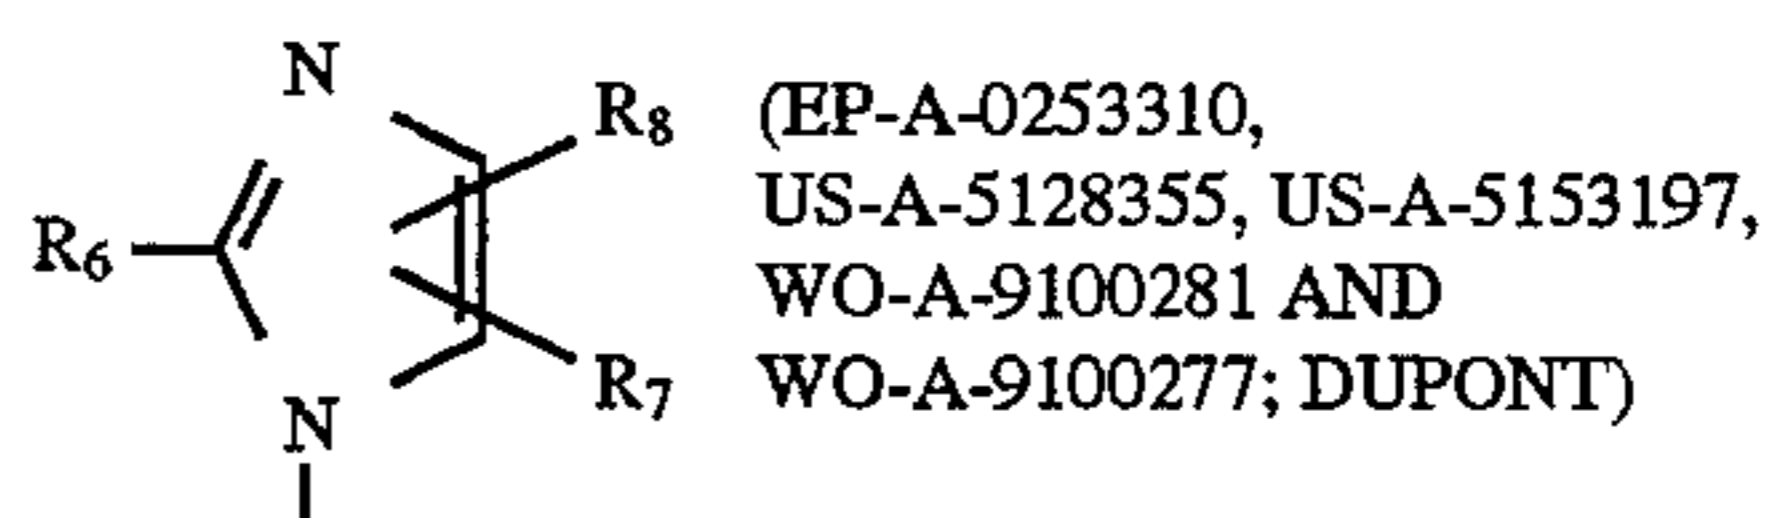 N
R8 (EP-A-0253310,
US-A-5128355, US-A-5153197,
R6
WO-A-9100281 AND
R7 WO-A-9100277; DUPONT)
N